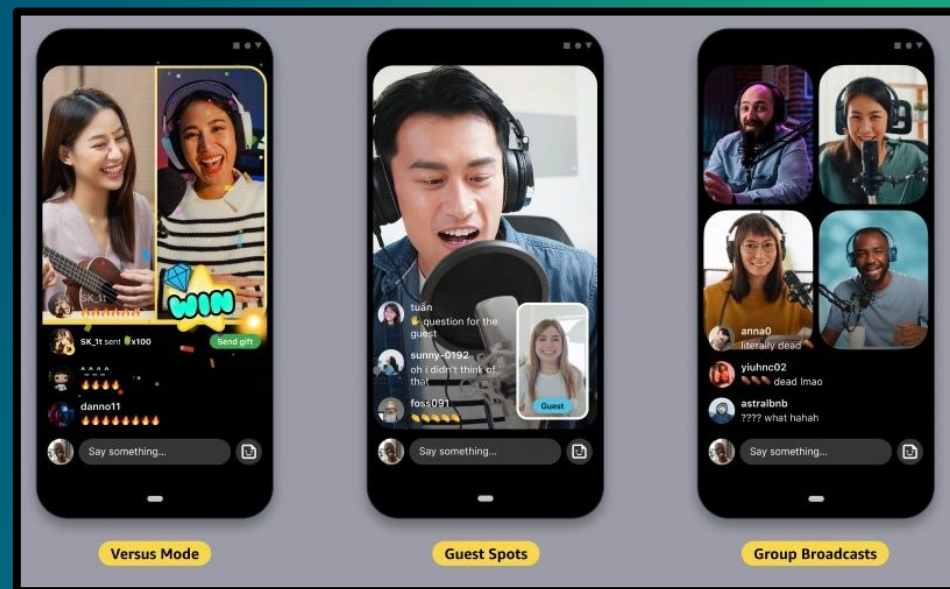 SK_1t
🔥🔥🔥🔥🔥🔥🔥🔥
WIN
SK_1t sent x100
Send gift
^_^_^_^
🔥🔥🔥🔥
danno11
🔥🔥🔥🔥🔥🔥🔥🔥
Say something...
Versus Mode
tuấn
🖐 question for the
guest
sunny-0192
oh i didn't think of
that
foss091
👏👏👏👏👏
Guest
Say something...
Guest Spots
anna0
literally dead
yiuhnc02
dead lmao
astralbnb
???? what hahah
Say something...
Group Broadcasts